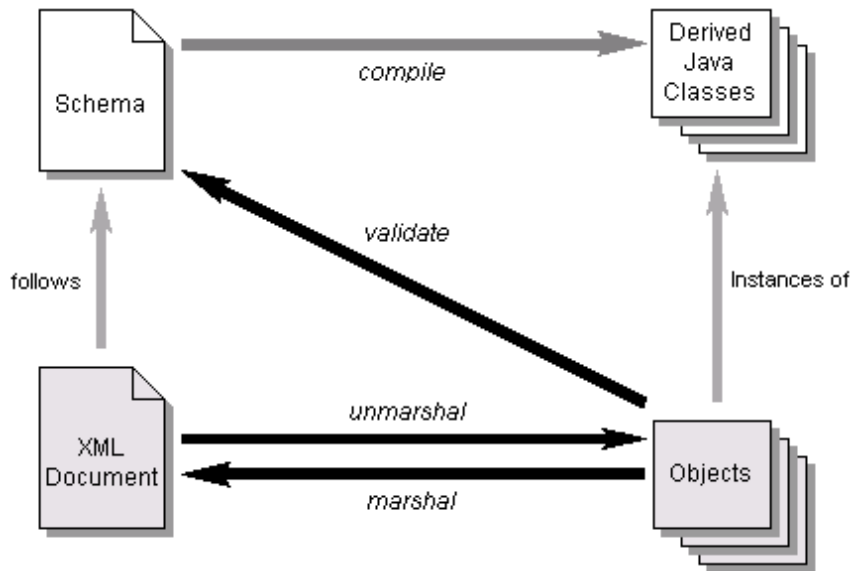 Schema
compile
Derived
Java
Classes
validate
follows
Instances of
XML
Document
unmarshal
marshal
Objects